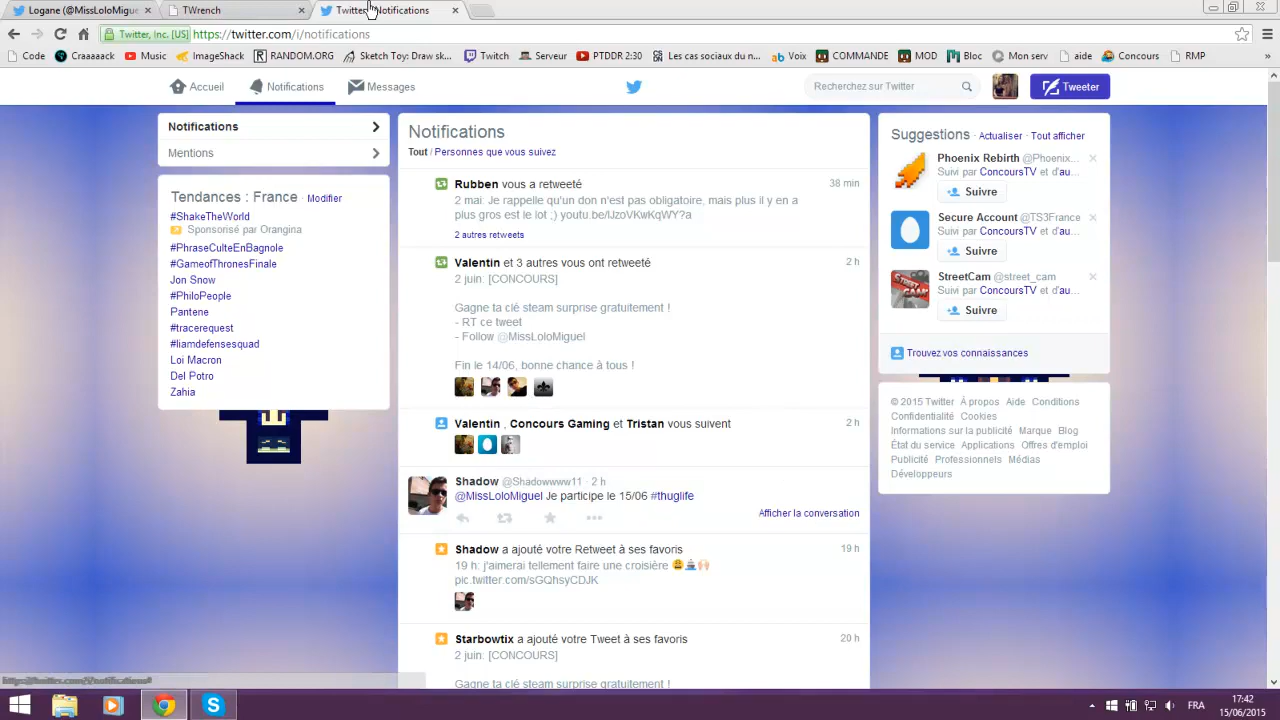 Logane (@MissLoloMigue
TWrench
Twitter / Notifications
Twitter, Inc. [US]
https://twitter.com/i/notifications
Code
Craaaack
Music
ImageShack
RANDOM.ORG
Sketch Toy: Draw sk...
Twitch
Serveur
PTDDR 2:30
Les cas sociaux du n...
Voix
COMMANDE
MOD
Bloc
Mon serv
aide
Concours
RMP
»
Accueil
Notifications
Messages
Recherchez sur Twitter
Tweeter
Notifications
Mentions
Tendances : France · Modifier
#ShakeTheWorld
Sponsorisé par Orangina
#PhraseCulteEnBagnole
#GameofThronesFinale
Jon Snow
#PhiloPeople
Pantene
#tracerequest
#liamdefensesquad
Loi Macron
Del Potro
Zahia
Notifications
Tout / Personnes que vous suivez
Rubben vous a retweeté
38 min
2 mai: Je rappelle qu'un don n'est pas obligatoire, mais plus il y en a
plus gros est le lot ;) youtu.be/IJzoVKwKqWY?a
2 autres retweets
Valentin et 3 autres vous ont retweeté
2 h
2 juin: [CONCOURS]
Gagne ta clé steam surprise gratuitement !
- RT ce tweet
- Follow @MissLoloMiguel
Fin le 14/06, bonne chance à tous !
Valentin , Concours Gaming et Tristan vous suivent
2 h
Shadow @Shadowwww11 · 2 h
@MissLoloMiguel Je participe le 15/06 #thuglife
Afficher la conversation
Shadow a ajouté votre Retweet à ses favoris
19 h
19 h: j'aimerai tellement faire une croisière
pic.twitter.com/sGQhsyCDJK
Starbowtix a ajouté votre Tweet à ses favoris
20 h
2 juin: [CONCOURS]
Gagne ta clé steam surprise gratuitement !
Suggestions · Actualiser · Tout afficher
Phoenix Rebirth @Phoenix...
Suivi par ConcoursTV et d'au...
Suivre
Secure Account @TS3France
Suivi par ConcoursTV et d'au...
Suivre
StreetCam @street_cam
Suivi par ConcoursTV et d'au...
Suivre
Trouvez vos connaissances
© 2015 Twitter À propos Aide Conditions
Confidentialité Cookies
Informations sur la publicité Marque Blog
État du service Applications Offres d'emploi
Publicité Professionnels Médias
Développeurs
FRA
17:42
15/06/2015